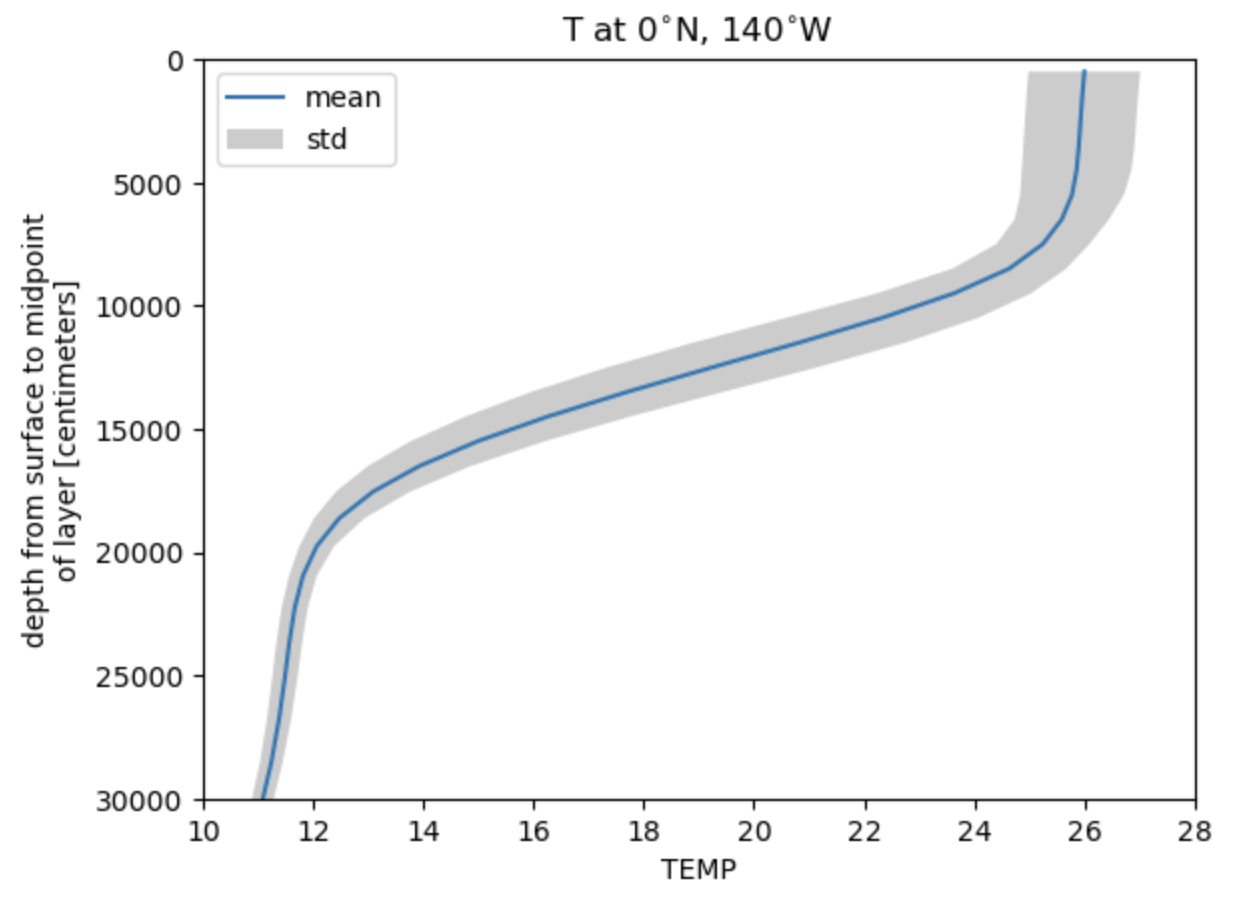 T at 0°N, 140°W
mean
std
0
5000
10000
15000
20000
25000
30000
depth from surface to midpoint
of layer [centimeters]
10 12 14 16 18 20 22 24 26 28
TEMP